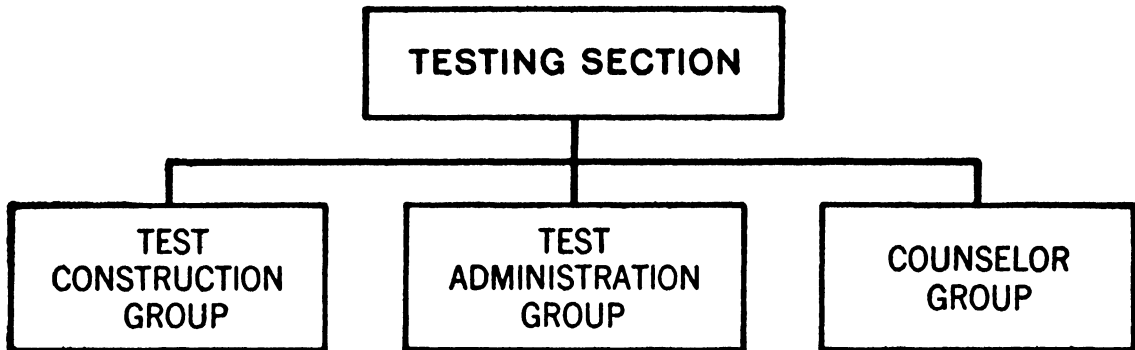 TESTING SECTION
TEST
CONSTRUCTION
GROUP
TEST
ADMINISTRATION
GROUP
COUNSELOR
GROUP